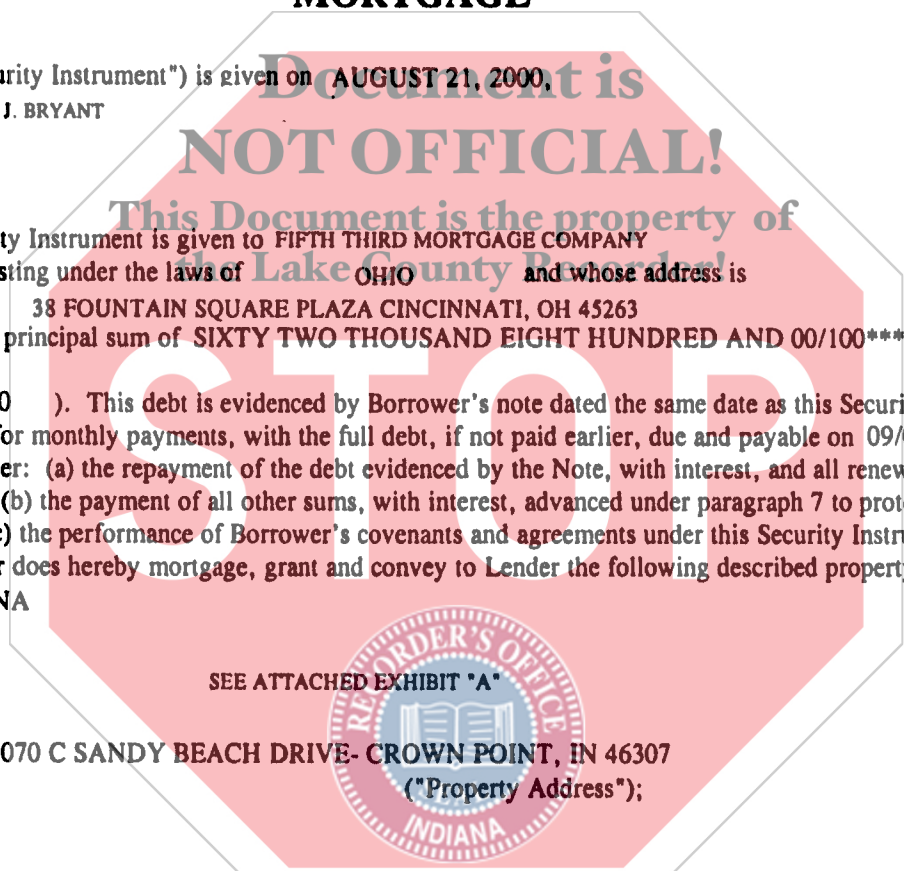 MORTGAGE
urity Instrument") is given on AUGUST 21, 2000,
J. BRYANT
Document is
NOT OFFICIAL!
This Document is the property of
the Lake County Recorder!
STOP
ty Instrument is given to FIFTH THIRD MORTGAGE COMPANY
sting under the laws of OHIO and whose address is
38 FOUNTAIN SQUARE PLAZA CINCINNATI, OH 45263
principal sum of SIXTY TWO THOUSAND EIGHT HUNDRED AND 00/100***
0 ). This debt is evidenced by Borrower's note dated the same date as this Securi
or monthly payments, with the full debt, if not paid earlier, due and payable on 09/
er: (a) the repayment of the debt evidenced by the Note, with interest, and all renew
(b) the payment of all other sums, with interest, advanced under paragraph 7 to prot
c) the performance of Borrower's covenants and agreements under this Security Instru
r does hereby mortgage, grant and convey to Lender the following described property
NA
SEE ATTACHED EXHIBIT "A"
070 C SANDY BEACH DRIVE- CROWN POINT, IN 46307
("Property Address");
RECORDER'S OFFICE
INDIANA